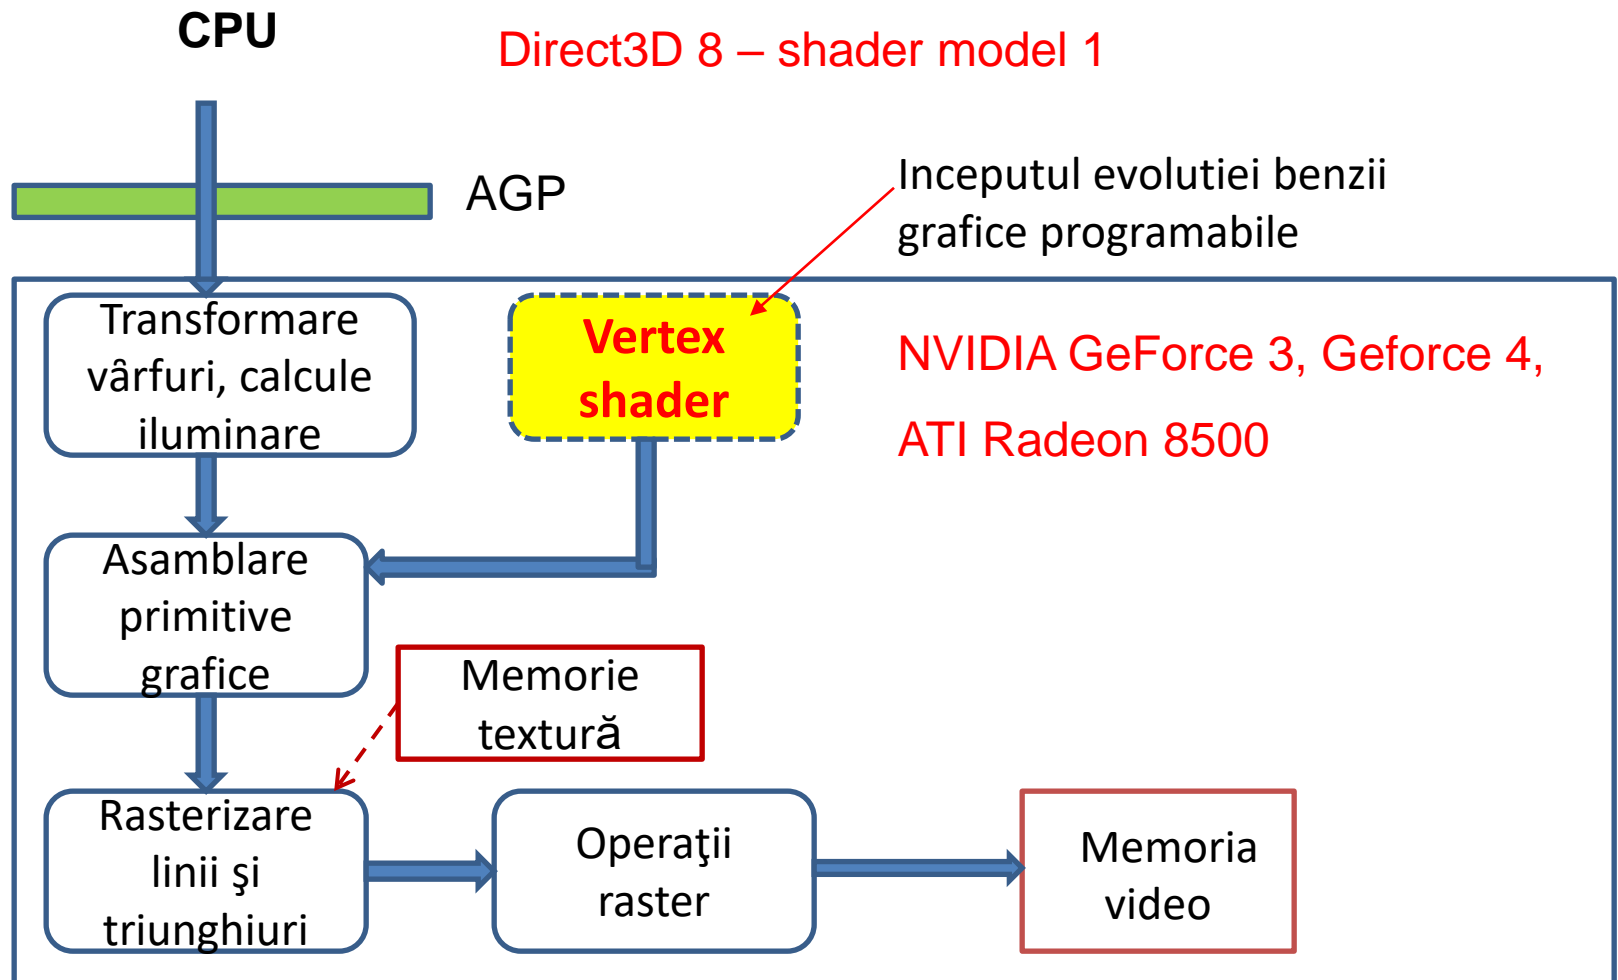 CPU
Direct3D 8 – shader model 1
AGP
Inceputul evolutiei benzii
grafice programabile
Transformare
vârfuri, calcule
iluminare
Vertex
shader
NVIDIA GeForce 3, Geforce 4,
ATI Radeon 8500
Asamblare
primitive
grafice
Memorie
textură
Rasterizare
linii şi
triunghiuri
Operaţii
raster
Memoria
video